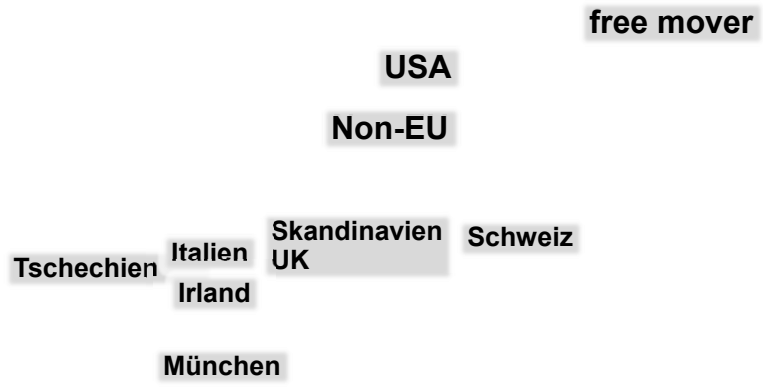 free mover
USA
Non-EU
Skandinavien
UK
Schweiz
Italien
Tschechien
Irland
München